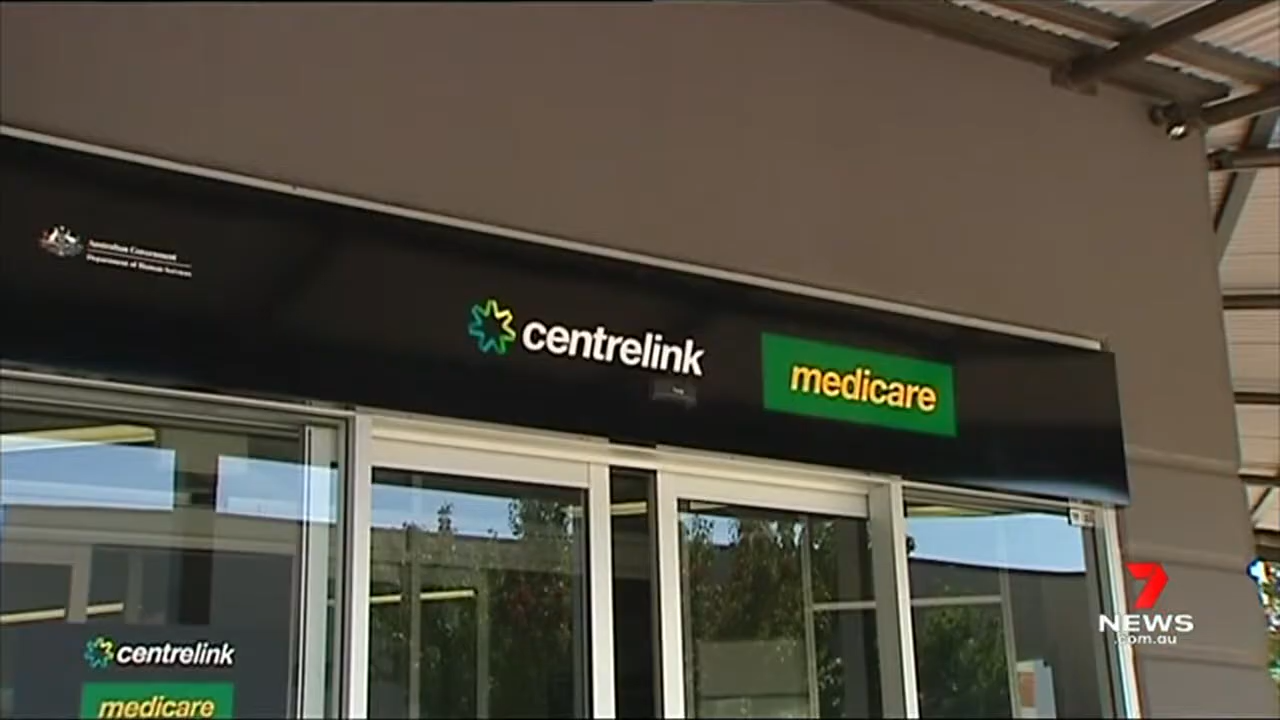 Australian Government
Department of Human Services
centrelink
medicare
centrelink
medicare
7
NEWS
.com.au